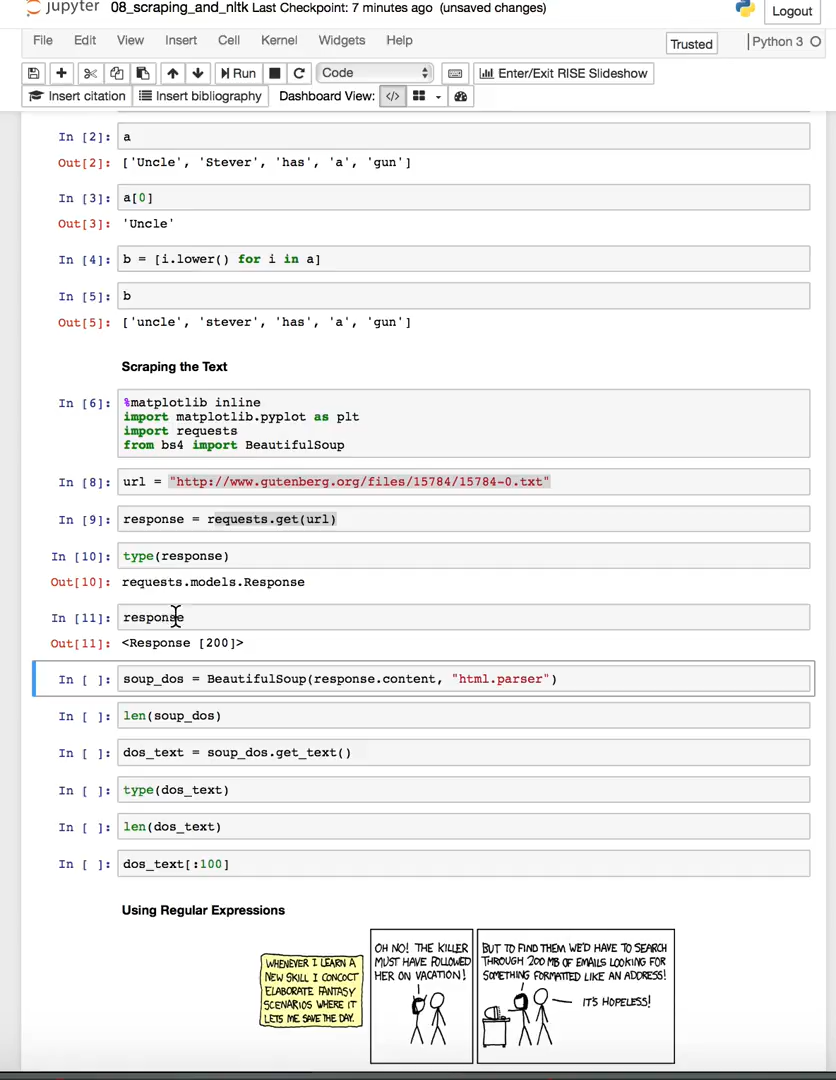 jupyter 08_scraping_and_nltk Last Checkpoint: 7 minutes ago (unsaved changes) Logout
File Edit View Insert Cell Kernel Widgets Help Trusted Python 3
Run Code Enter/Exit RISE Slideshow
Insert citation Insert bibliography Dashboard View: </>
In [2]: a
Out[2]: ['Uncle', 'Stever', 'has', 'a', 'gun']
In [3]: a[0]
Out[3]: 'Uncle'
In [4]: b = [i.lower() for i in a]
In [5]: b
Out[5]: ['uncle', 'stever', 'has', 'a', 'gun']
Scraping the Text
In [6]: %matplotlib inline
import matplotlib.pyplot as plt
import requests
from bs4 import BeautifulSoup
In [8]: url = "http://www.gutenberg.org/files/15784/15784-0.txt"
In [9]: response = requests.get(url)
In [10]: type(response)
Out[10]: requests.models.Response
In [11]: response
Out[11]: <Response [200]>
In [ ]: soup_dos = BeautifulSoup(response.content, "html.parser")
In [ ]: len(soup_dos)
In [ ]: dos_text = soup_dos.get_text()
In [ ]: type(dos_text)
In [ ]: len(dos_text)
In [ ]: dos_text[:100]
Using Regular Expressions
WHENEVER I LEARN A
NEW SKILL I CONCOCT
ELABORATE FANTASY
SCENARIOS WHERE IT
LETS ME SAVE THE DAY.
OH NO! THE KILLER
MUST HAVE FOLLOWED
HER ON VACATION!
BUT TO FIND THEM WE'D HAVE TO SEARCH
THROUGH 200 MB OF EMAILS LOOKING FOR
SOMETHING FORMATTED LIKE AN ADDRESS!
IT'S HOPELESS!